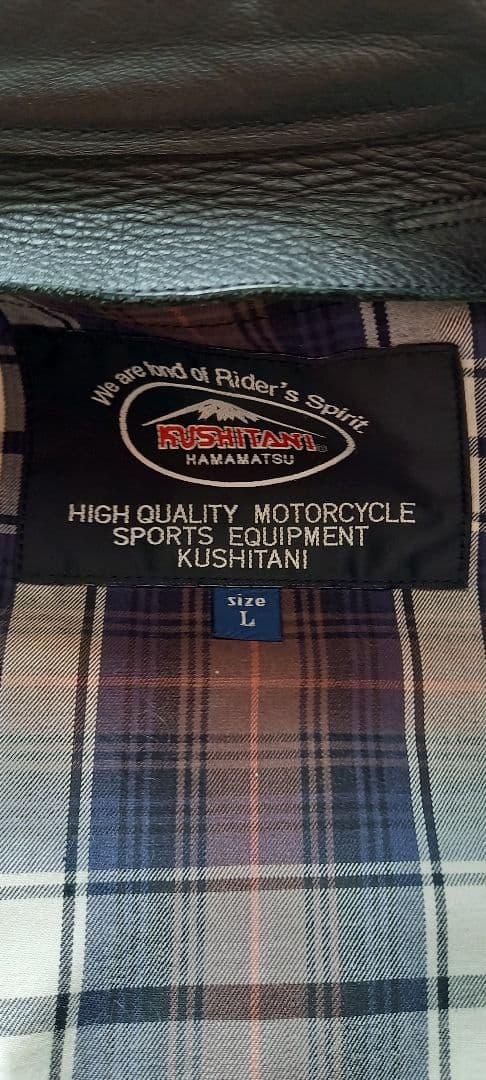 We are fond of Rider's Spirit
KUSHITANI®
HAMAMATSU
HIGH QUALITY MOTORCYCLE
SPORTS EQUIPMENT
KUSHITANI
size
L